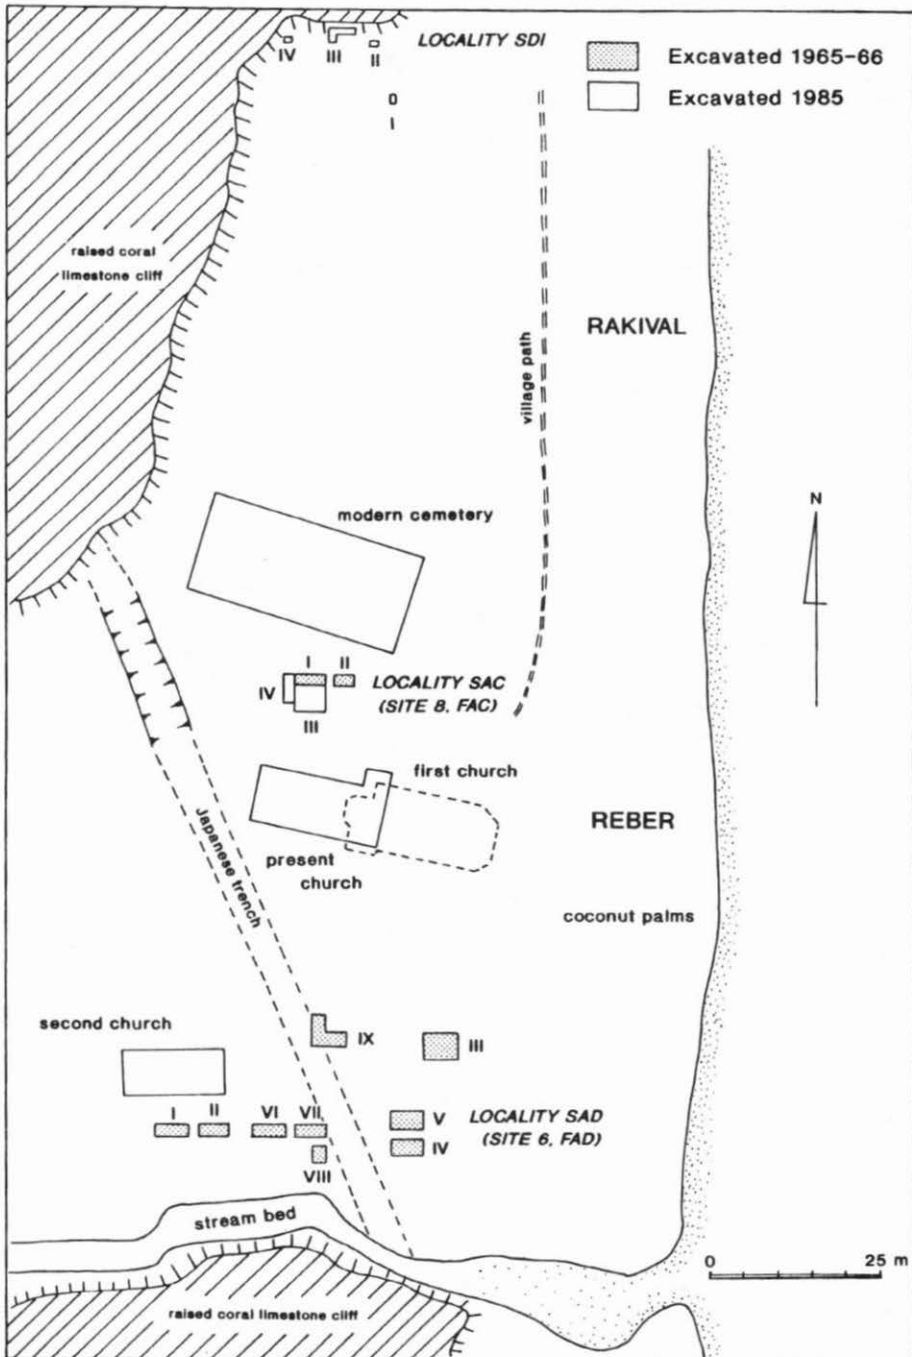 LOCALITY SDI
IV
III
II
I
Excavated 1965-66
Excavated 1985
raised coral
limestone cliff
RAKIVAL
village path
N
modern cemetery
I
II
IV
III
LOCALITY SAC
(SITE 8, FAC)
first church
present
church
REBER
Japanese trench
coconut palms
second church
IX
III
I
II
VI
VII
V
IV
VIII
LOCALITY SAD
(SITE 6, FAD)
stream bed
0
25 m
raised coral limestone cliff